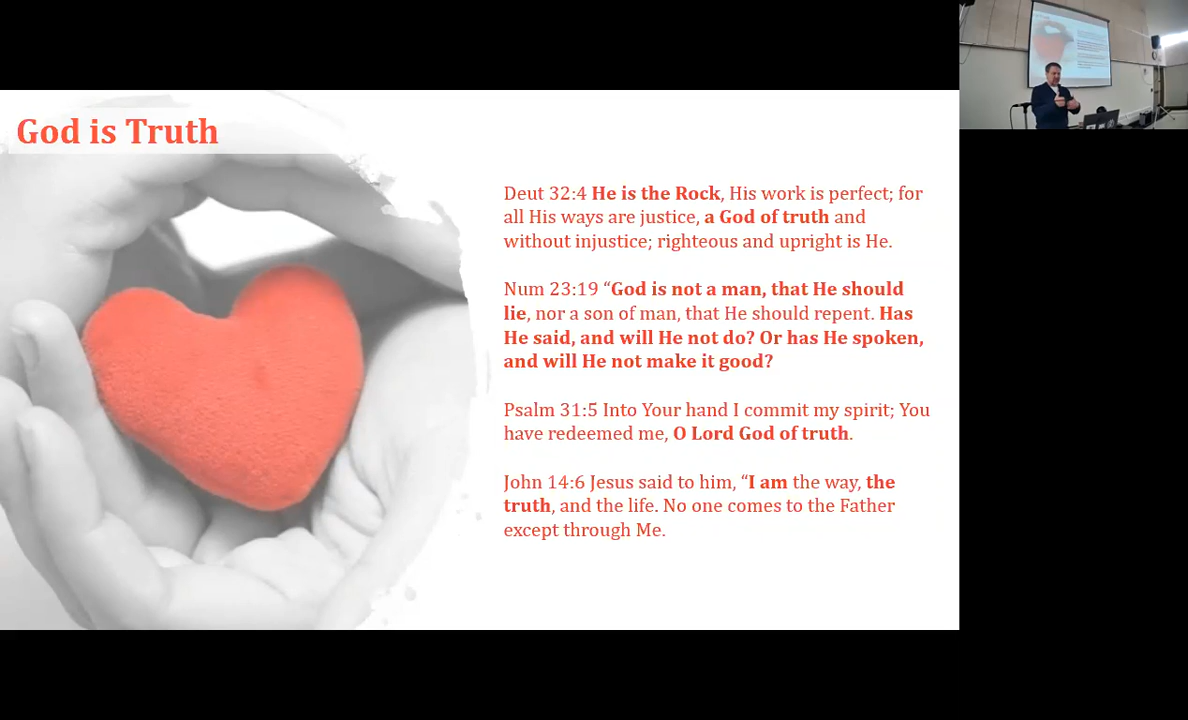 God is Truth
Deut 32:4 He is the Rock, His work is perfect; for
all His ways are justice, a God of truth and
without injustice; righteous and upright is He.
Num 23:19 “God is not a man, that He should
lie, nor a son of man, that He should repent. Has
He said, and will He not do? Or has He spoken,
and will He not make it good?
Psalm 31:5 Into Your hand I commit my spirit; You
have redeemed me, O Lord God of truth.
John 14:6 Jesus said to him, “I am the way, the
truth, and the life. No one comes to the Father
except through Me.